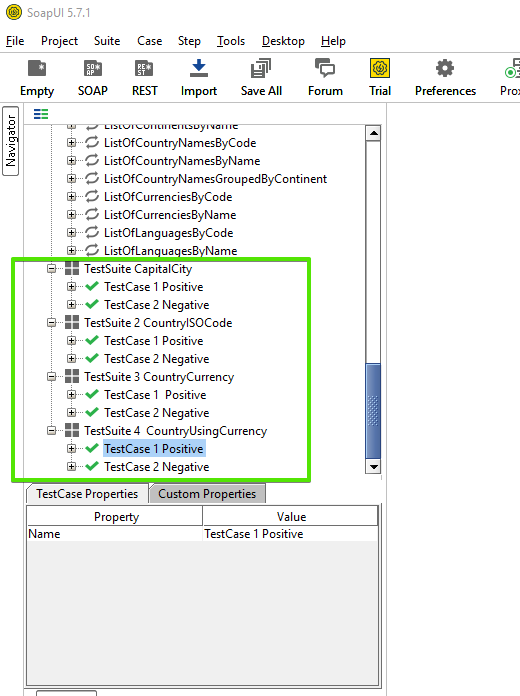 SoapUI 5.7.1
File Project Suite Case Step Tools Desktop Help
Empty SOAP REST Import Save All Forum Trial Preferences
Navigator
ListOfContinentsByName
ListOfCountryNamesByCode
ListOfCountryNamesByName
ListOfCountryNamesGroupedByContinent
ListOfCurrenciesByCode
ListOfCurrenciesByName
ListOfLanguagesByCode
ListOfLanguagesByName
TestSuite CapitalCity
TestCase 1 Positive
TestCase 2 Negative
TestSuite 2 CountryISOCode
TestCase 1 Positive
TestCase 2 Negative
TestSuite 3 CountryCurrency
TestCase 1  Positive
TestCase 2 Negative
TestSuite 4  CountryUsingCurrency
TestCase 1 Positive
TestCase 2 Negative
TestCase Properties Custom Properties
Property Value
Name TestCase 1 Positive